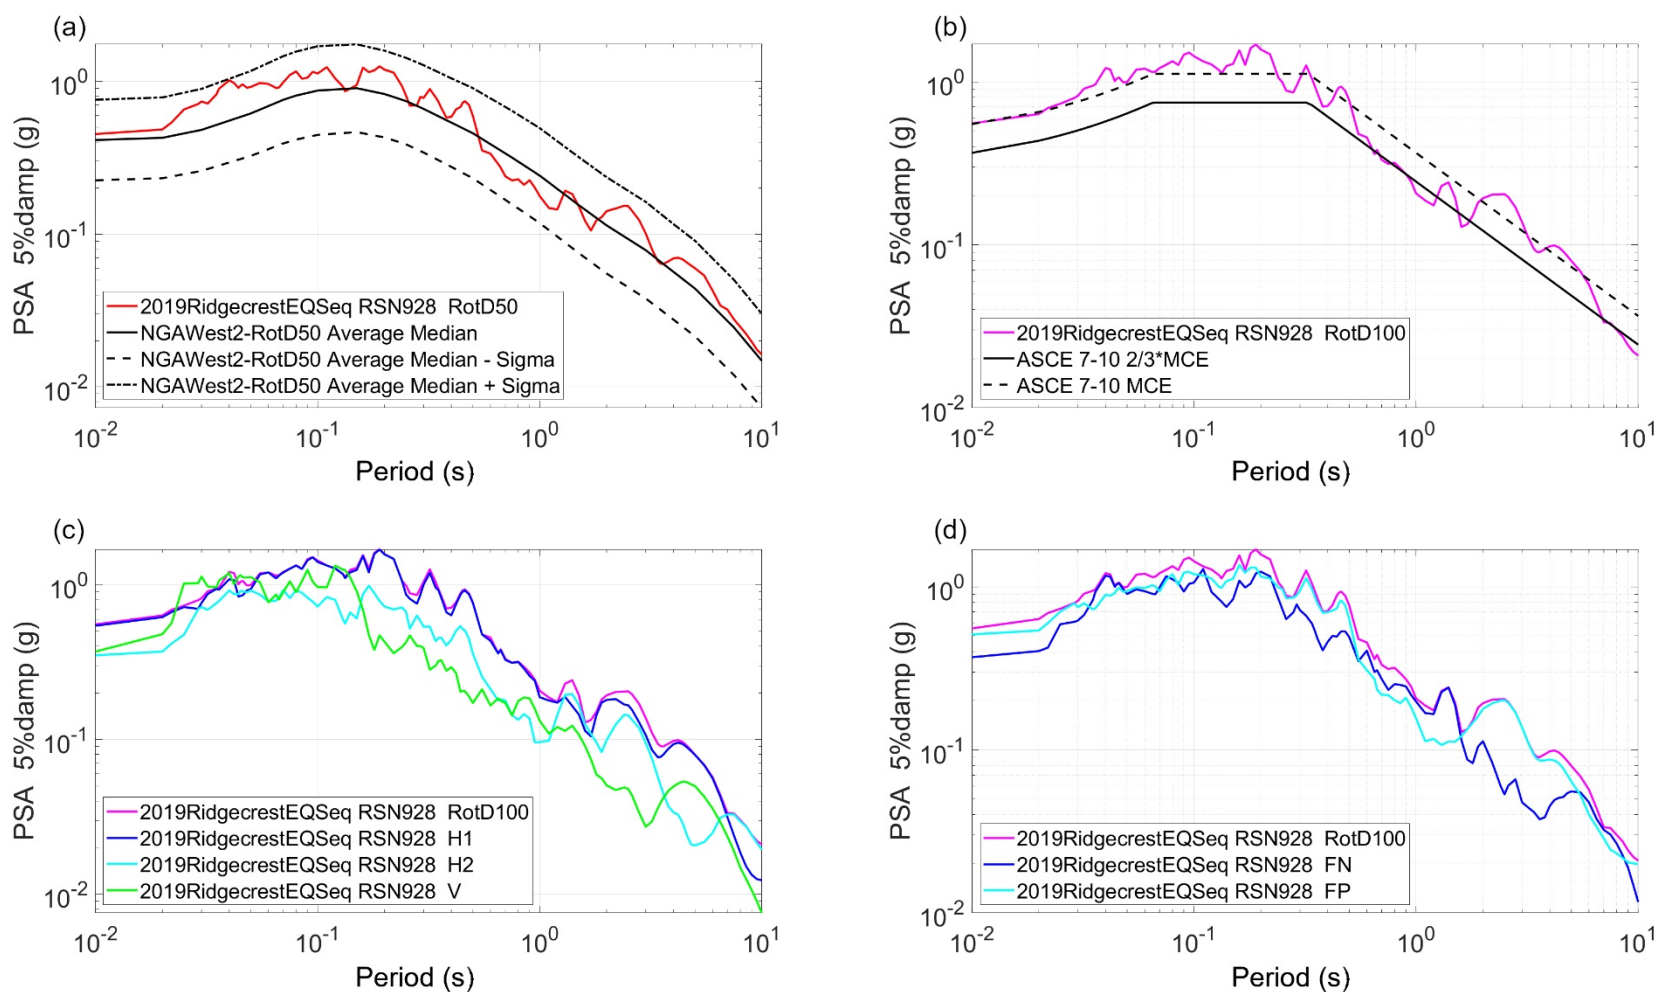 (a)
10^0
10^-1
10^-2
PSA 5%damp (g)
2019RidgecrestEQSeq RSN928 RotD50
NGAWest2-RotD50 Average Median
NGAWest2-RotD50 Average Median - Sigma
NGAWest2-RotD50 Average Median + Sigma
10^-2 10^-1 10^0 10^1
Period (s)
(b)
10^0
10^-1
10^-2
PSA 5%damp (g)
2019RidgecrestEQSeq RSN928 RotD100
ASCE 7-10 2/3*MCE
ASCE 7-10 MCE
10^-2 10^-1 10^0 10^1
Period (s)
(c)
10^0
10^-1
10^-2
PSA 5%damp (g)
2019RidgecrestEQSeq RSN928 RotD100
2019RidgecrestEQSeq RSN928 H1
2019RidgecrestEQSeq RSN928 H2
2019RidgecrestEQSeq RSN928 V
10^-2 10^-1 10^0 10^1
Period (s)
(d)
10^0
10^-1
10^-2
PSA 5%damp (g)
2019RidgecrestEQSeq RSN928 RotD100
2019RidgecrestEQSeq RSN928 FN
2019RidgecrestEQSeq RSN928 FP
10^-2 10^-1 10^0 10^1
Period (s)